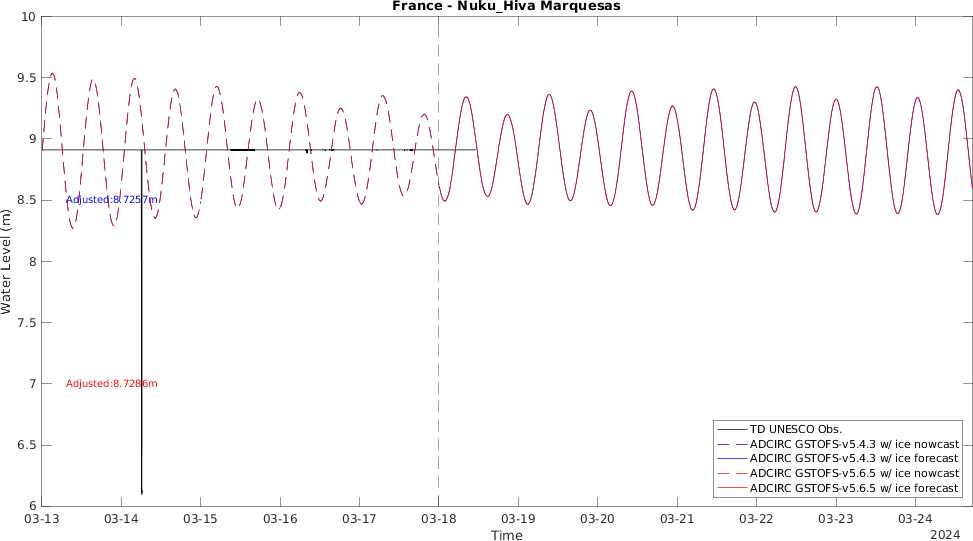 France - Nuku_Hiva Marquesas
10
9.5
9
8.5
8
7.5
7
6.5
6
Water Level (m)
Adjusted:8.7257m
Adjusted:8.7286m
TD UNESCO Obs.
ADCIRC GSTOFS-v5.4.3 w/ ice nowcast
ADCIRC GSTOFS-v5.4.3 w/ ice forecast
ADCIRC GSTOFS-v5.6.5 w/ ice nowcast
ADCIRC GSTOFS-v5.6.5 w/ ice forecast
03-13 03-14 03-15 03-16 03-17 03-18 03-19 03-20 03-21 03-22 03-23 03-24
Time
2024